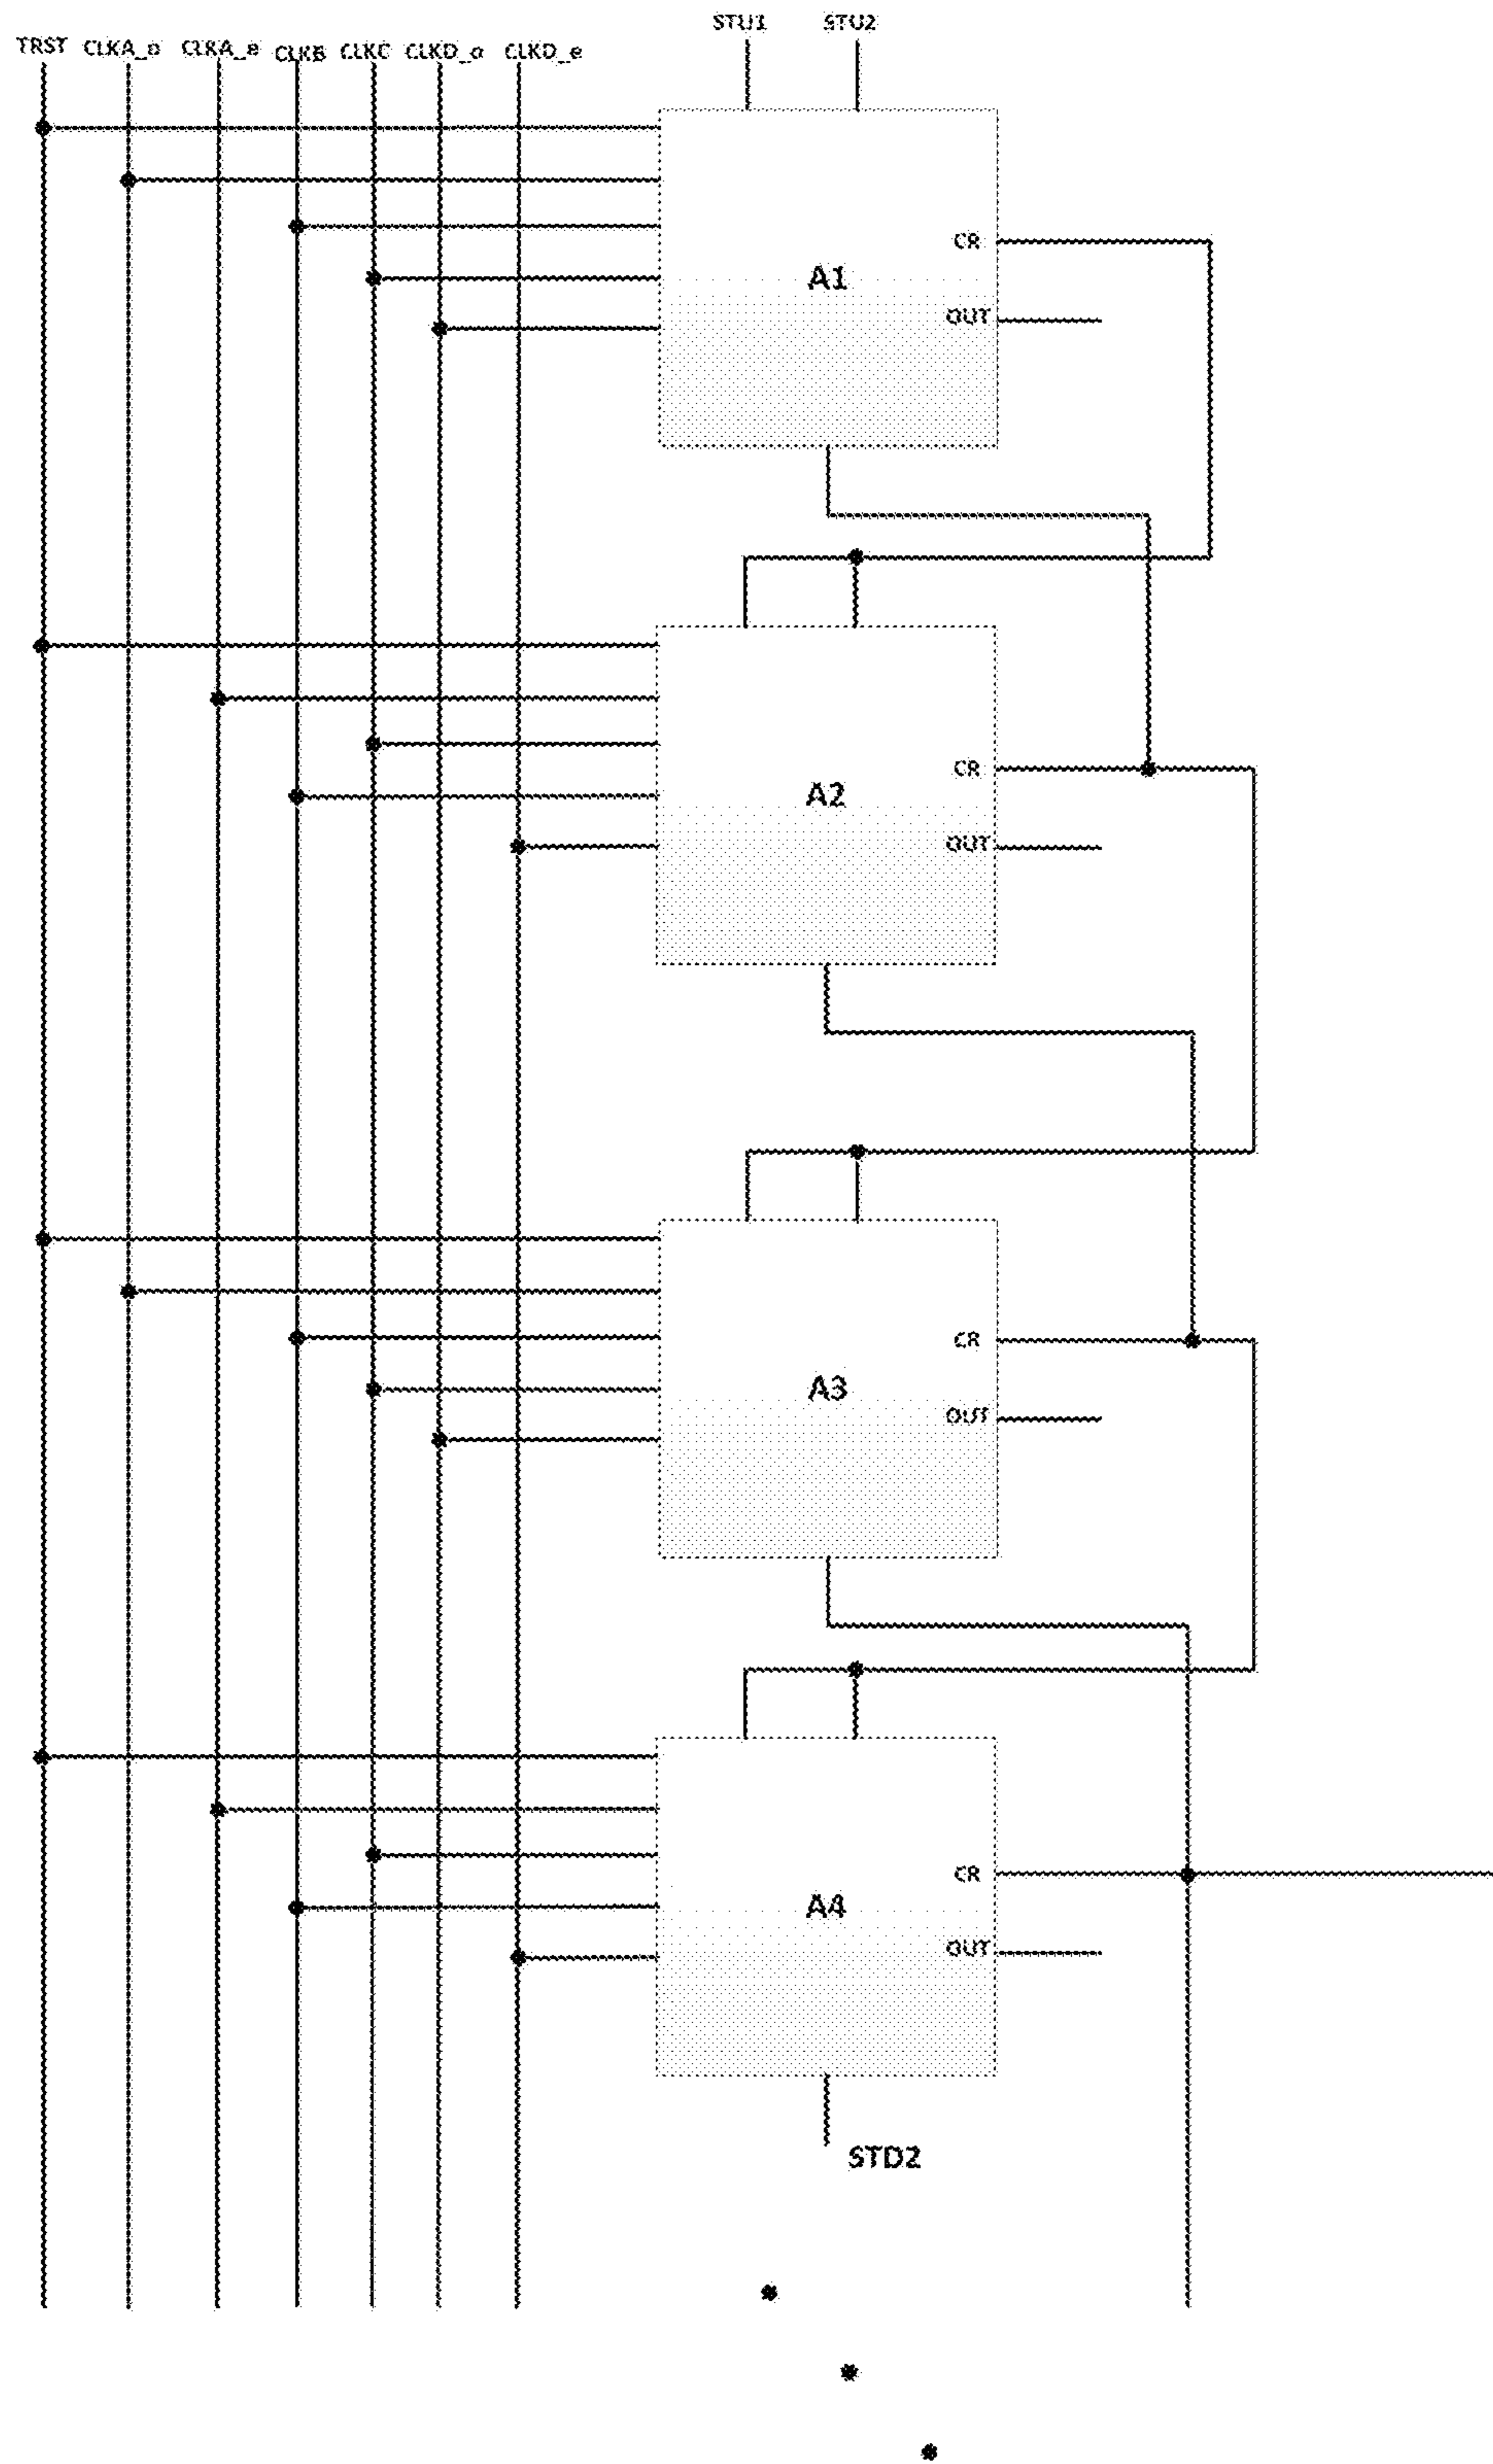 STU1 STU2
TRST CLKA_o CLKA_e CLKB CLKC CLKD_o CLKD_e
CR
A1
OUT
CR
A2
OUT
CR
A3
OUT
CR
A4
OUT
STD2